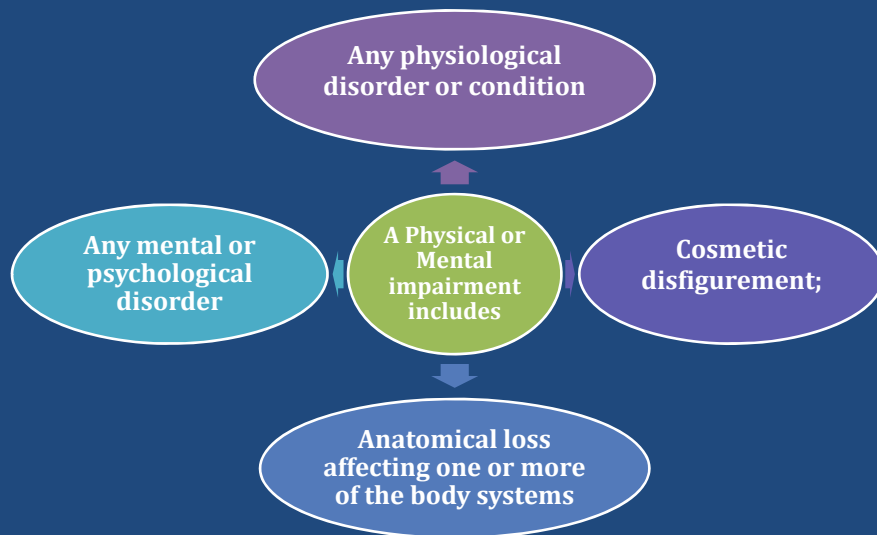 Any physiological
disorder or condition
Any mental or
psychological
disorder
A Physical or
Mental
impairment
includes
Cosmetic
disfigurement;
Anatomical loss
affecting one or more
of the body systems